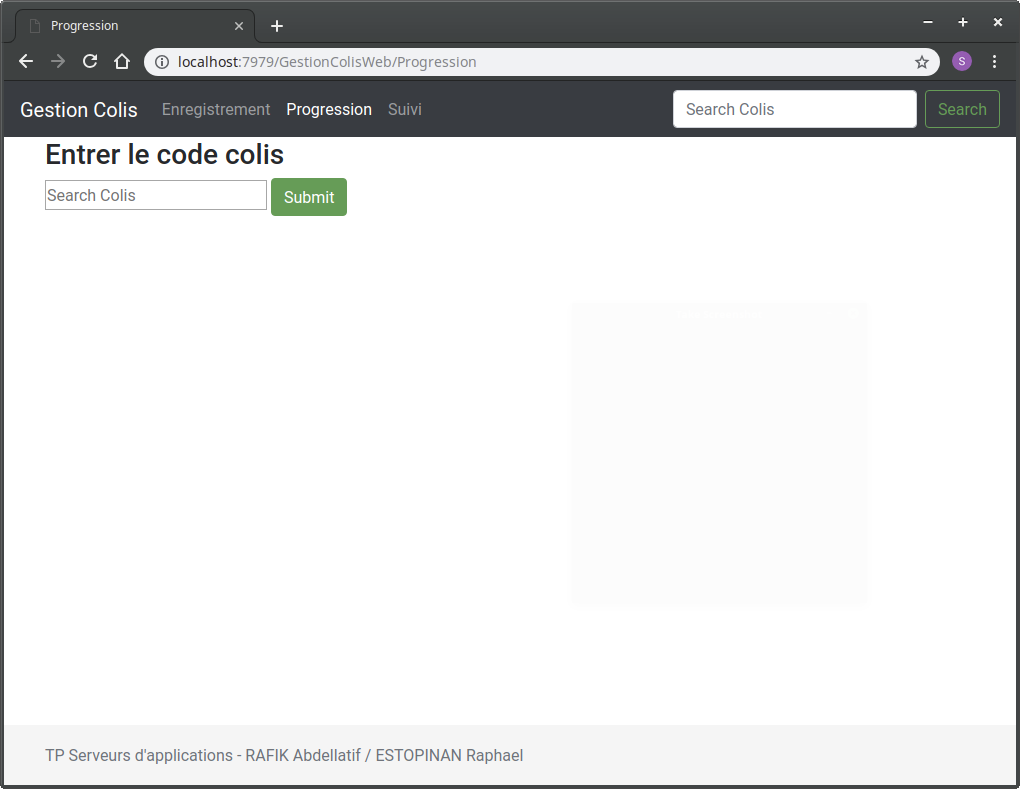 Progression
localhost:7979/GestionColisWeb/Progression
S
Gestion Colis Enregistrement Progression Suivi Search Colis Search
Entrer le code colis
Search Colis Submit
TP Serveurs d'applications - RAFIK Abdellatif / ESTOPINAN Raphael